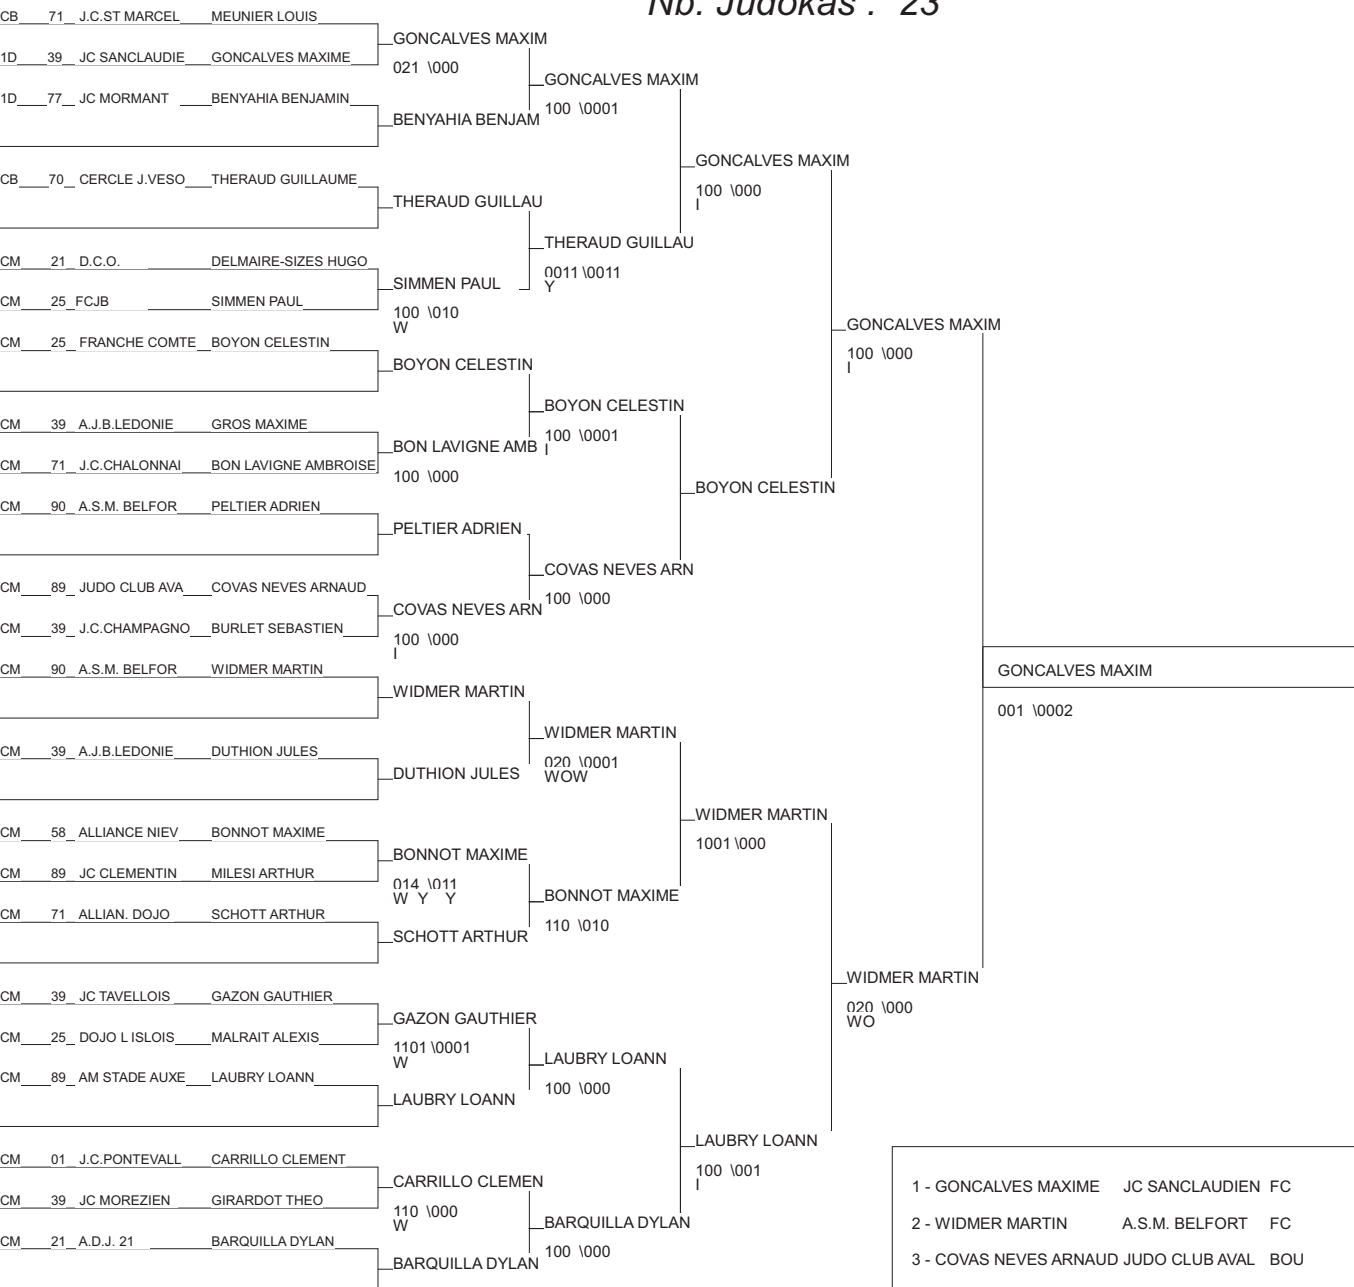 Nb. Judokas : 23
CB 71 J.C.ST MARCEL MEUNIER LOUIS
GONCALVES MAXIM
1D 39 JC SANCLAUDIE GONCALVES MAXIME
021 \000
GONCALVES MAXIM
1D 77 JC MORMANT BENYAHIA BENJAMIN
100 \0001
BENYAHIA BENJAM
GONCALVES MAXIM
CB 70 CERCLE J.VESO THERAUD GUILLAUME
100 \000
I
THERAUD GUILLAU
THERAUD GUILLAU
CM 21 D.C.O. DELMAIRE-SIZES HUGO
0011 \0011
Y
SIMMEN PAUL
CM 25 FCJB SIMMEN PAUL
100 \010
W
GONCALVES MAXIM
CM 25 FRANCHE COMTE BOYON CELESTIN
100 \000
I
BOYON CELESTIN
BOYON CELESTIN
CM 39 A.J.B.LEDONIE GROS MAXIME
100 \0001
I
BON LAVIGNE AMB
CM 71 J.C.CHALONNAI BON LAVIGNE AMBROISE
100 \000
BOYON CELESTIN
CM 90 A.S.M. BELFOR PELTIER ADRIEN
PELTIER ADRIEN
COVAS NEVES ARN
CM 89 JUDO CLUB AVA COVAS NEVES ARNAUD
100 \000
COVAS NEVES ARN
CM 39 J.C.CHAMPAGNO BURLET SEBASTIEN
100 \000
I
CM 90 A.S.M. BELFOR WIDMER MARTIN
GONCALVES MAXIM
WIDMER MARTIN
001 \0002
WIDMER MARTIN
CM 39 A.J.B.LEDONIE DUTHION JULES
020 \0001
WOW
DUTHION JULES
WIDMER MARTIN
CM 58 ALLIANCE NIEV BONNOT MAXIME
1001 \000
BONNOT MAXIME
CM 89 JC CLEMENTIN MILESI ARTHUR
014 \011
W Y Y
BONNOT MAXIME
CM 71 ALLIAN. DOJO SCHOTT ARTHUR
110 \010
SCHOTT ARTHUR
WIDMER MARTIN
CM 39 JC TAVELLOIS GAZON GAUTHIER
020 \000
WO
GAZON GAUTHIER
CM 25 DOJO L ISLOIS MALRAIT ALEXIS
1101 \0001
W
LAUBRY LOANN
CM 89 AM STADE AUXE LAUBRY LOANN
100 \000
LAUBRY LOANN
LAUBRY LOANN
CM 01 J.C.PONTEVALL CARRILLO CLEMENT
100 \001
I
CARRILLO CLEMEN
1 - GONCALVES MAXIME JC SANCLAUDIEN FC
CM 39 JC MOREZIEN GIRARDOT THEO
110 \000
W
BARQUILLA DYLAN
2 - WIDMER MARTIN A.S.M. BELFORT FC
CM 21 A.D.J. 21 BARQUILLA DYLAN
100 \000
BARQUILLA DYLAN
3 - COVAS NEVES ARNAUD JUDO CLUB AVAL BOU